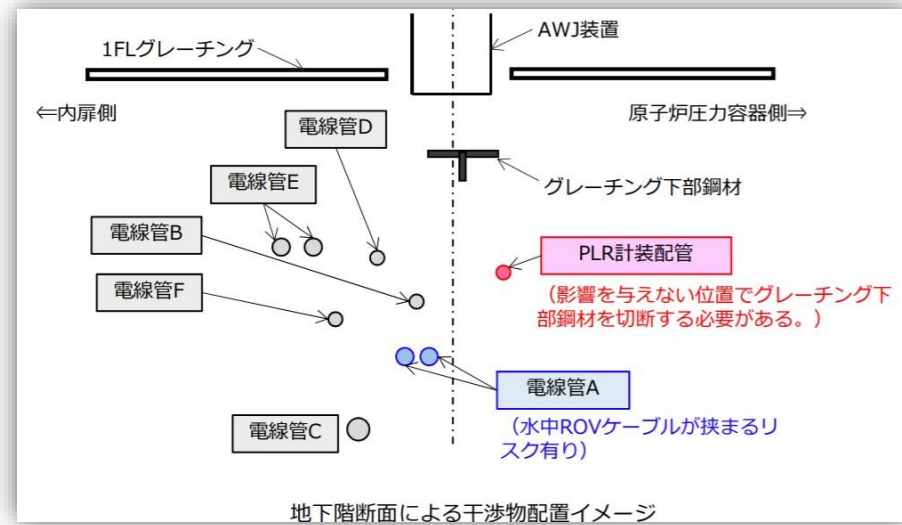 AWJ装置
1FLグレーチング
⇐内扉側
原子炉圧力容器側⇒
電線管D
グレーチング下部鋼材
電線管E
電線管B
PLR計装配管
電線管F
（影響を与えない位置でグレーチング下
部鋼材を切断する必要がある。）
電線管A
（水中ROVケーブルが挟まるリ
スク有り）
電線管C
地下階断面による干渉物配置イメージ